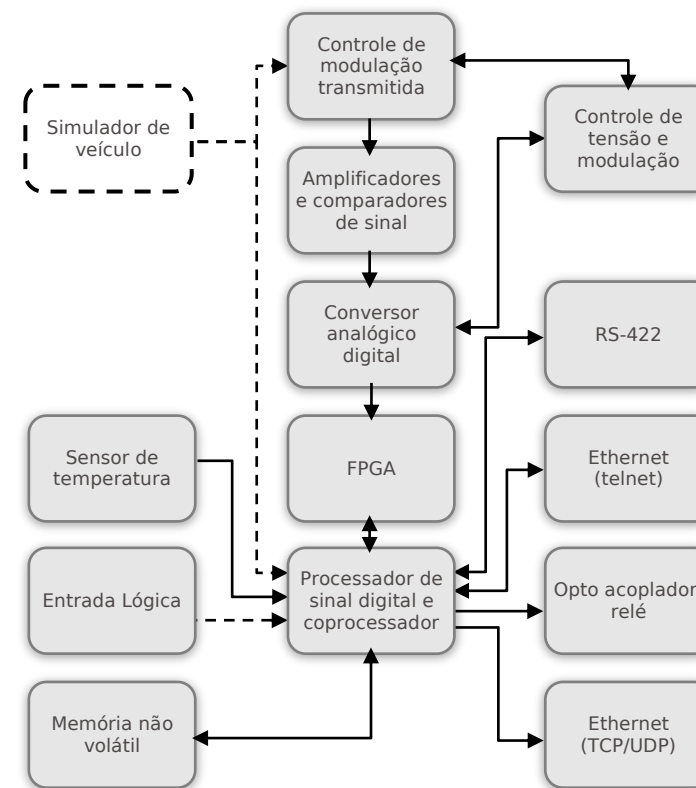 Controle de
modulação
transmitida
Simulador de
veículo
Controle de
tensão e
modulação
Amplificadores
e comparadores
de sinal
Conversor
analógico
digital
RS-422
Sensor de
temperatura
FPGA
Ethernet
(telnet)
Entrada Lógica
Processador de
sinal digital e
coprocessador
Opto acoplador
relé
Memória não
volátil
Ethernet
(TCP/UDP)